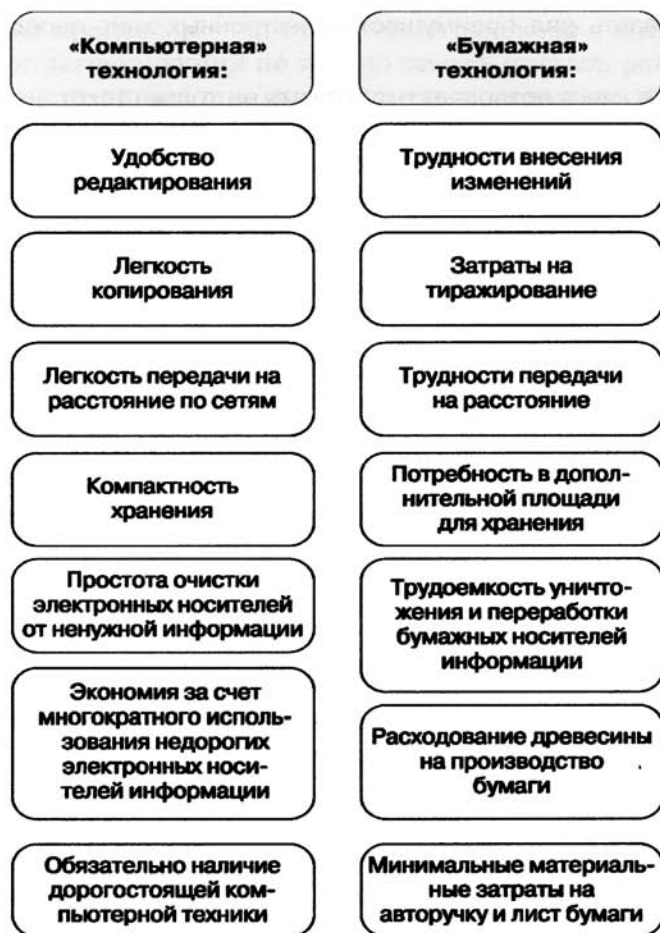 «Компьютерная»
технология:
Удобство
редактирования
Легкость
копирования
Легкость передачи на
расстояние по сетям
Компактность
хранения
Простота очистки
электронных носителей
от ненужной информации
Экономия за счет
многократного исполь-
зования недорогих
электронных носи-
телей информации
Обязательно наличие
дорогостоящей ком-
пьютерной техники
«Бумажная»
технология:
Трудности внесения
изменений
Затраты на
тиражирование
Трудности передачи
на расстояние
Потребность в допол-
нительной площади
для хранения
Трудоемкость уничто-
жения и переработки
бумажных носителей
информации
Расходование древесины
на производство
бумаги
Минимальные материаль-
ные затраты на
авторучку и лист бумаги